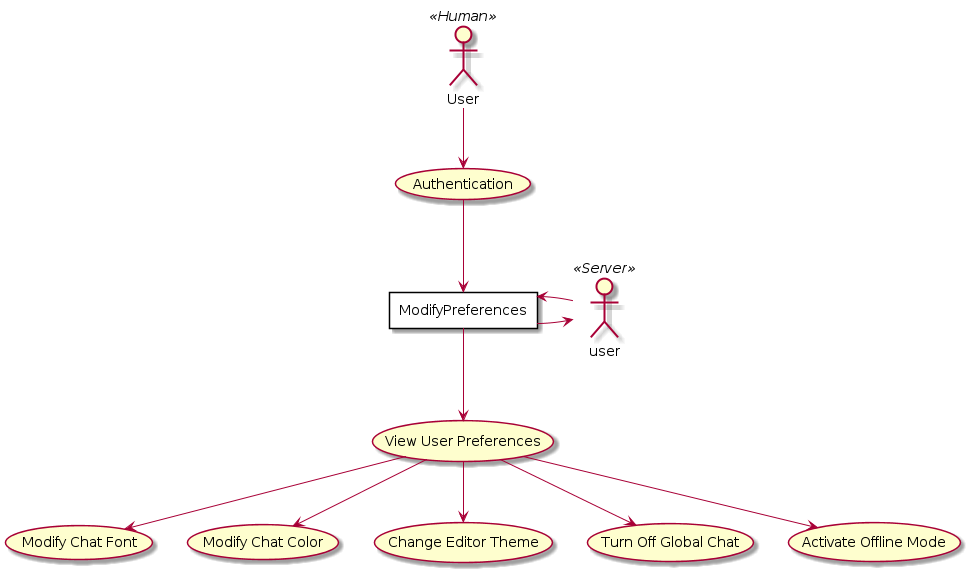 «Human»
User
Authentication
«Server»
ModifyPreferences
user
View User Preferences
Modify Chat Font
Modify Chat Color
Change Editor Theme
Turn Off Global Chat
Activate Offline Mode